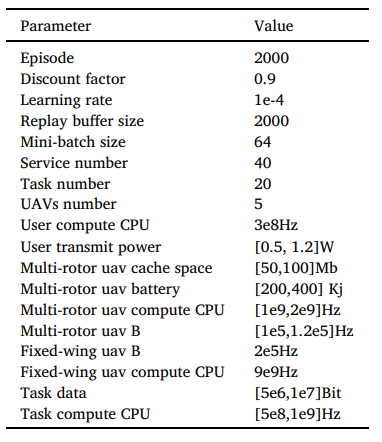 Parameter Value
Episode 2000
Discount factor 0.9
Learning rate 1e-4
Replay buffer size 2000
Mini-batch size 64
Service number 40
Task number 20
UAVs number 5
User compute CPU 3e8Hz
User transmit power [0.5, 1.2]W
Multi-rotor uav cache space [50,100]Mb
Multi-rotor uav battery [200,400] Kj
Multi-rotor uav compute CPU [1e9,2e9]Hz
Multi-rotor uav B [1e5,1.2e5]Hz
Fixed-wing uav B 2e5Hz
Fixed-wing uav compute CPU 9e9Hz
Task data [5e6,1e7]Bit
Task compute CPU [5e8,1e9]Hz